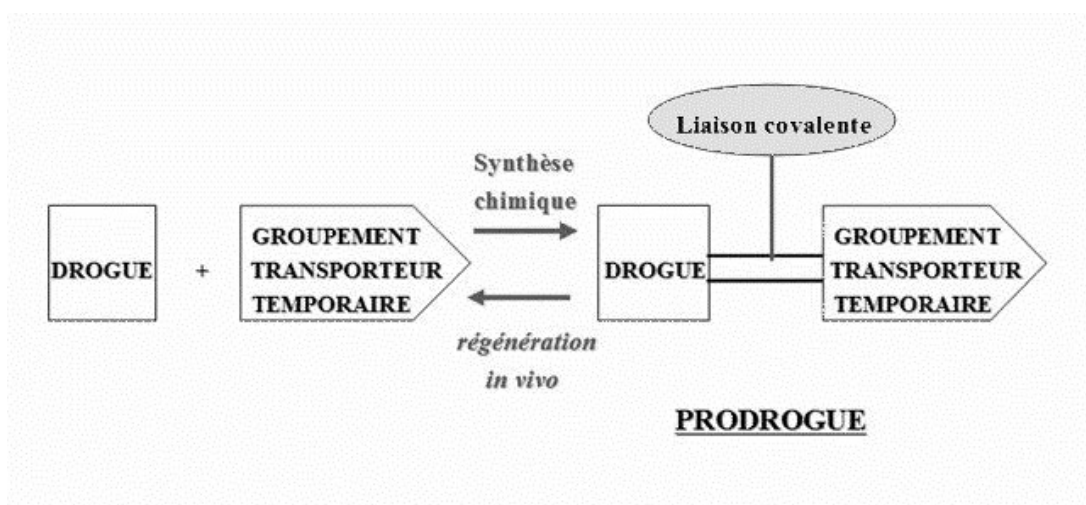 Liaison covalente
Synthèse
chimique
DROGUE
+
GROUPEMENT
TRANSPORTEUR
TEMPORAIRE
DROGUE
GROUPEMENT
TRANSPORTEUR
TEMPORAIRE
régénération
in vivo
PRODROGUE